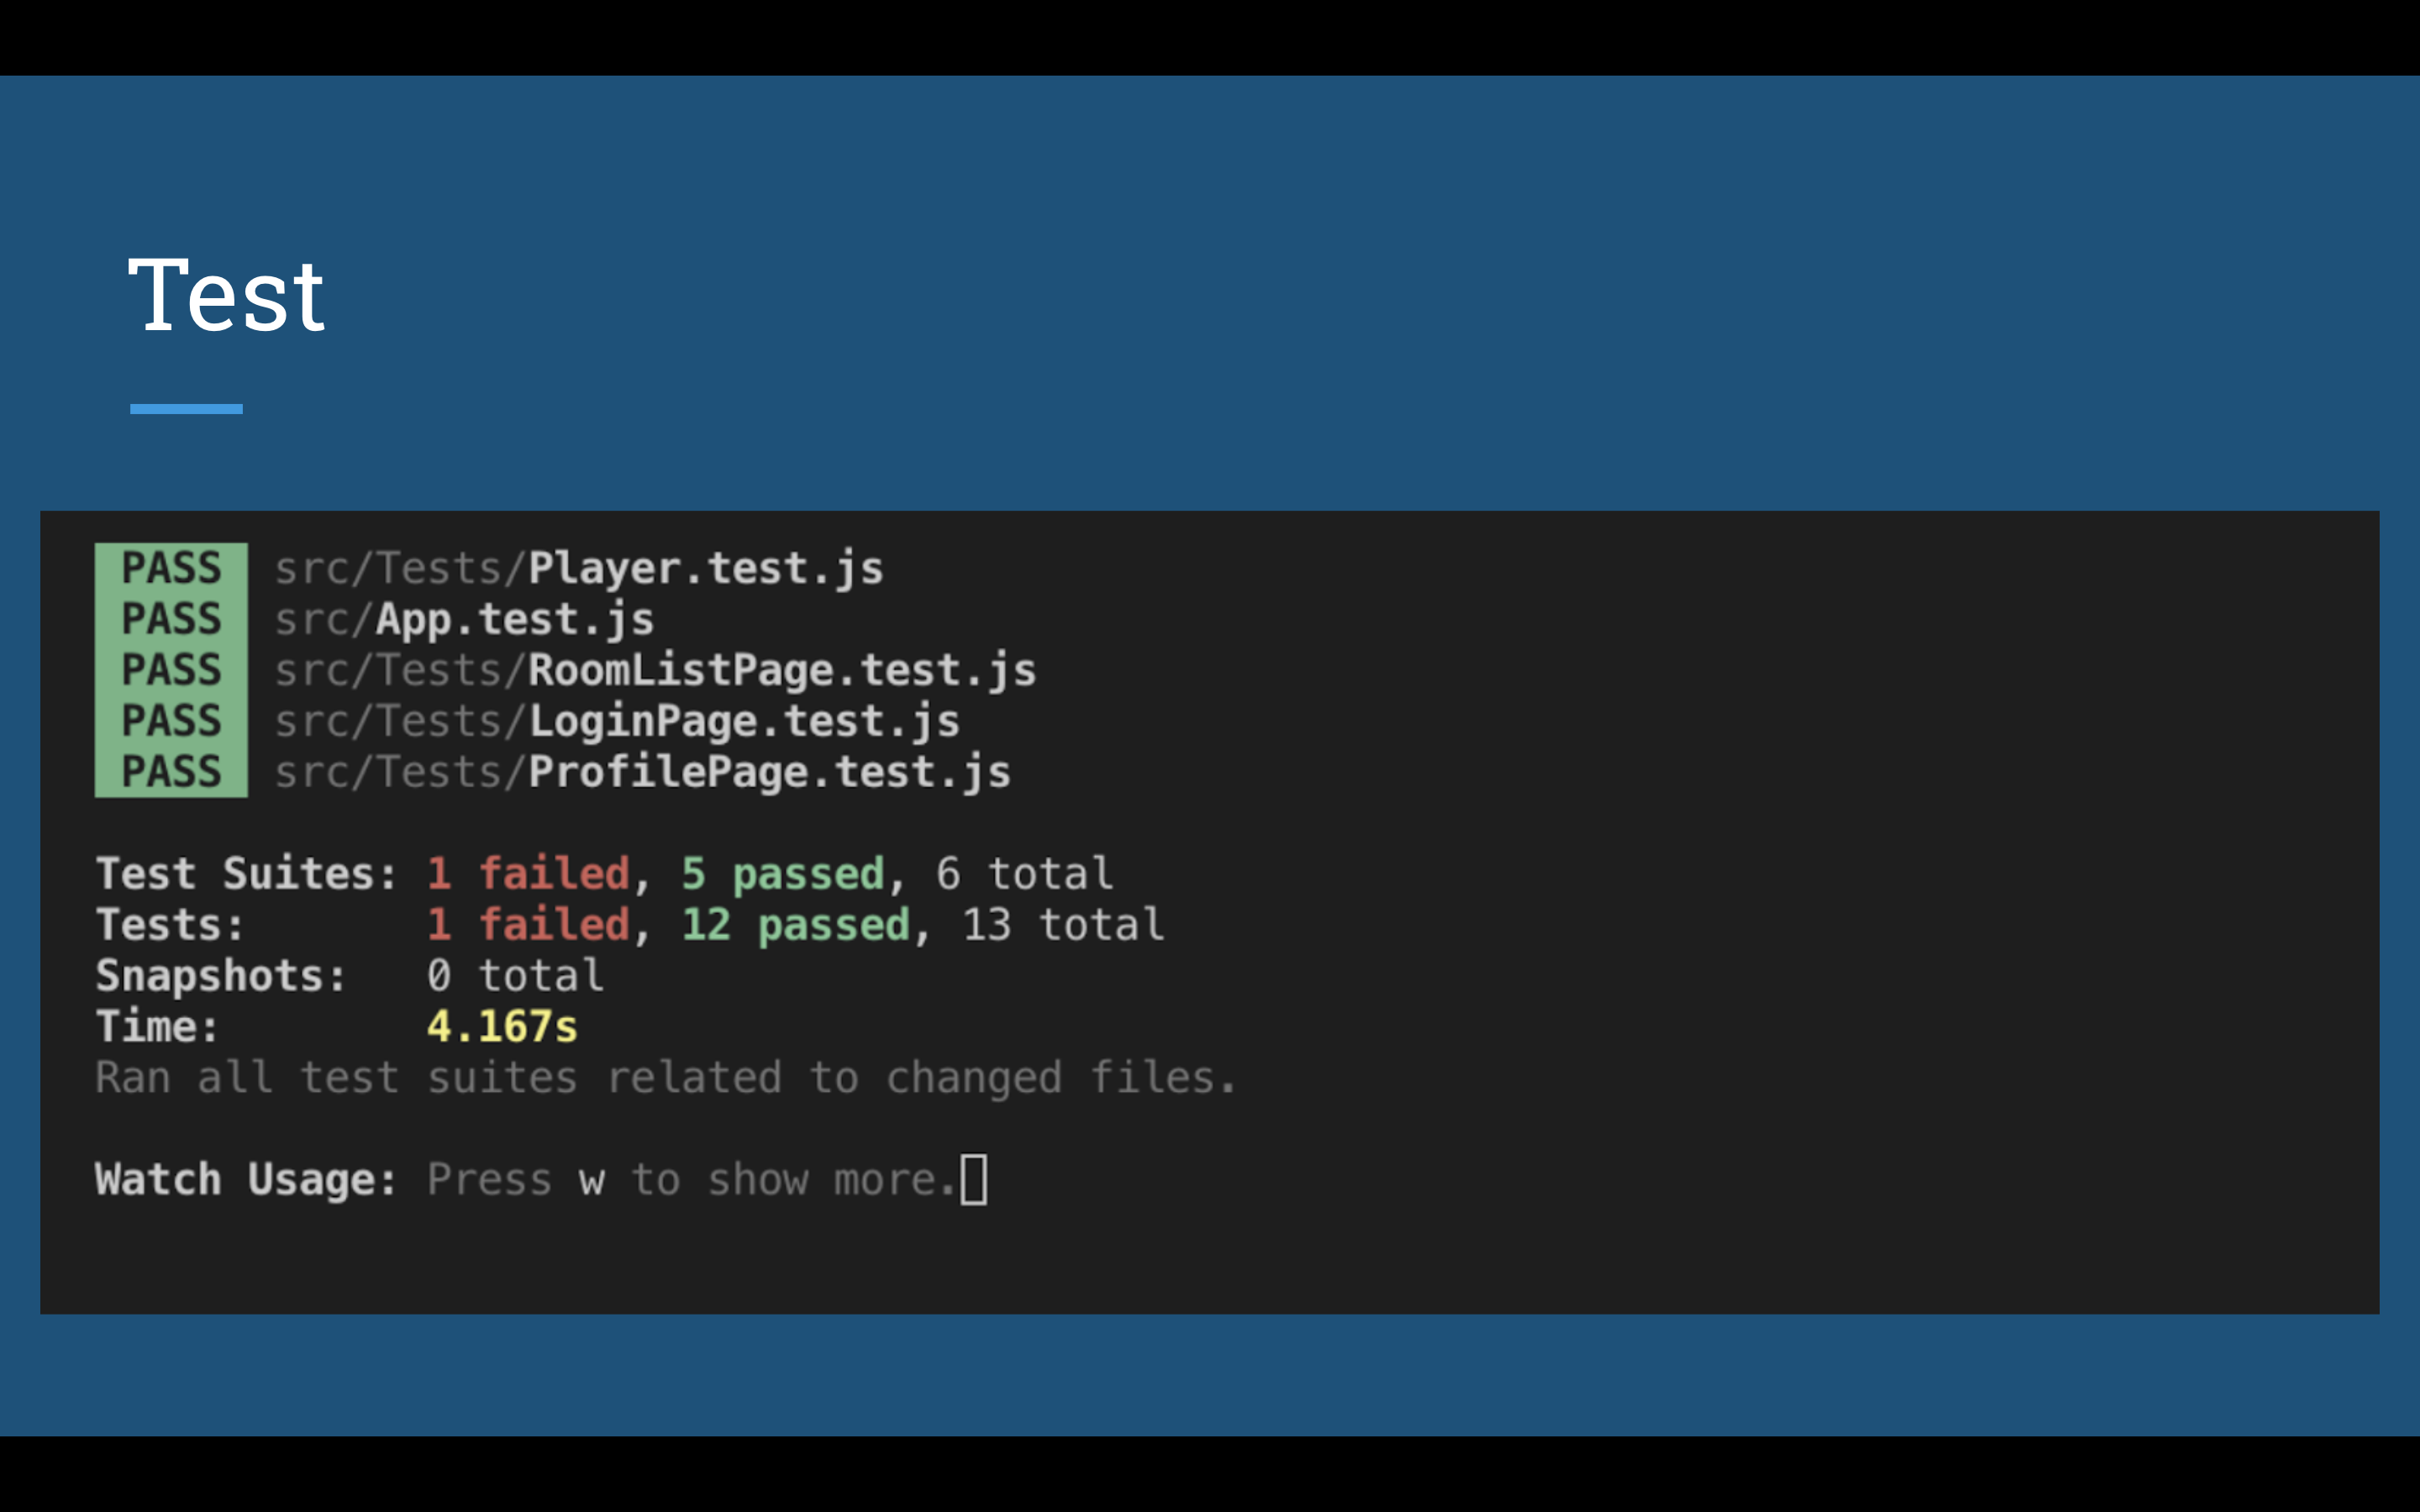 Test
PASS src/Tests/Player.test.js
PASS src/App.test.js
PASS src/Tests/RoomListPage.test.js
PASS src/Tests/LoginPage.test.js
PASS src/Tests/ProfilePage.test.js
Test Suites: 1 failed, 5 passed, 6 total
Tests: 1 failed, 12 passed, 13 total
Snapshots: 0 total
Time: 4.167s
Ran all test suites related to changed files.
Watch Usage: Press w to show more.